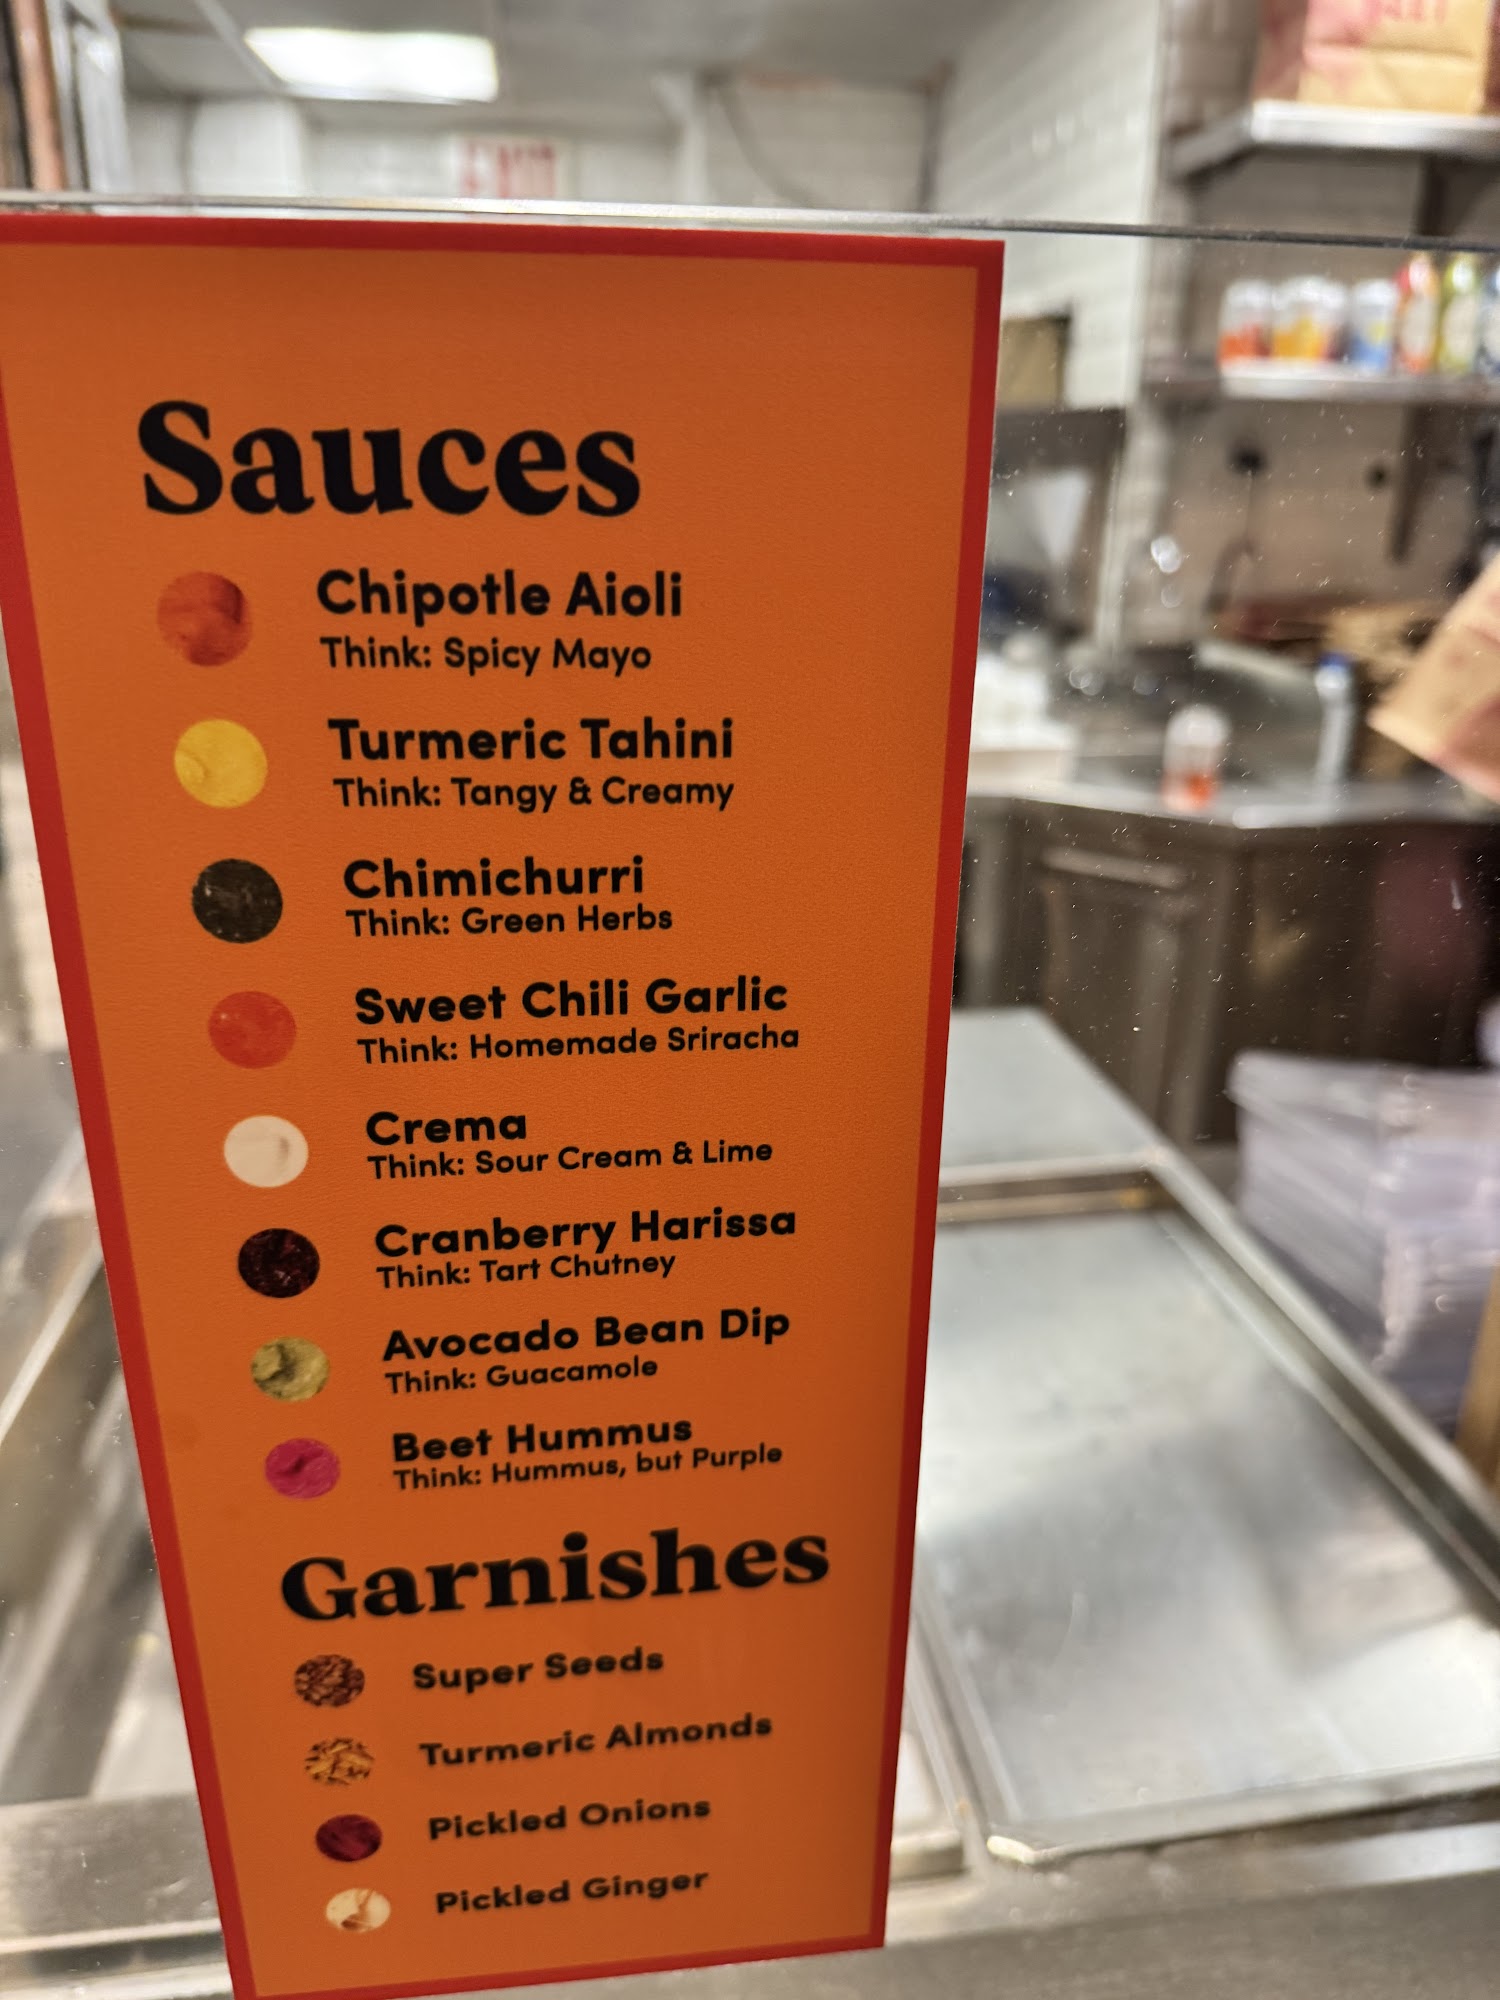 Sauces
Chipotle Aioli
Think: Spicy Mayo
Turmeric Tahini
Think: Tangy & Creamy
Chimichurri
Think: Green Herbs
Sweet Chili Garlic
Think: Homemade Sriracha
Crema
Think: Sour Cream & Lime
Cranberry Harissa
Think: Tart Chutney
Avocado Bean Dip
Think: Guacamole
Beet Hummus
Think: Hummus, but Purple
Garnishes
Super Seeds
Turmeric Almonds
Pickled Onions
Pickled Ginger